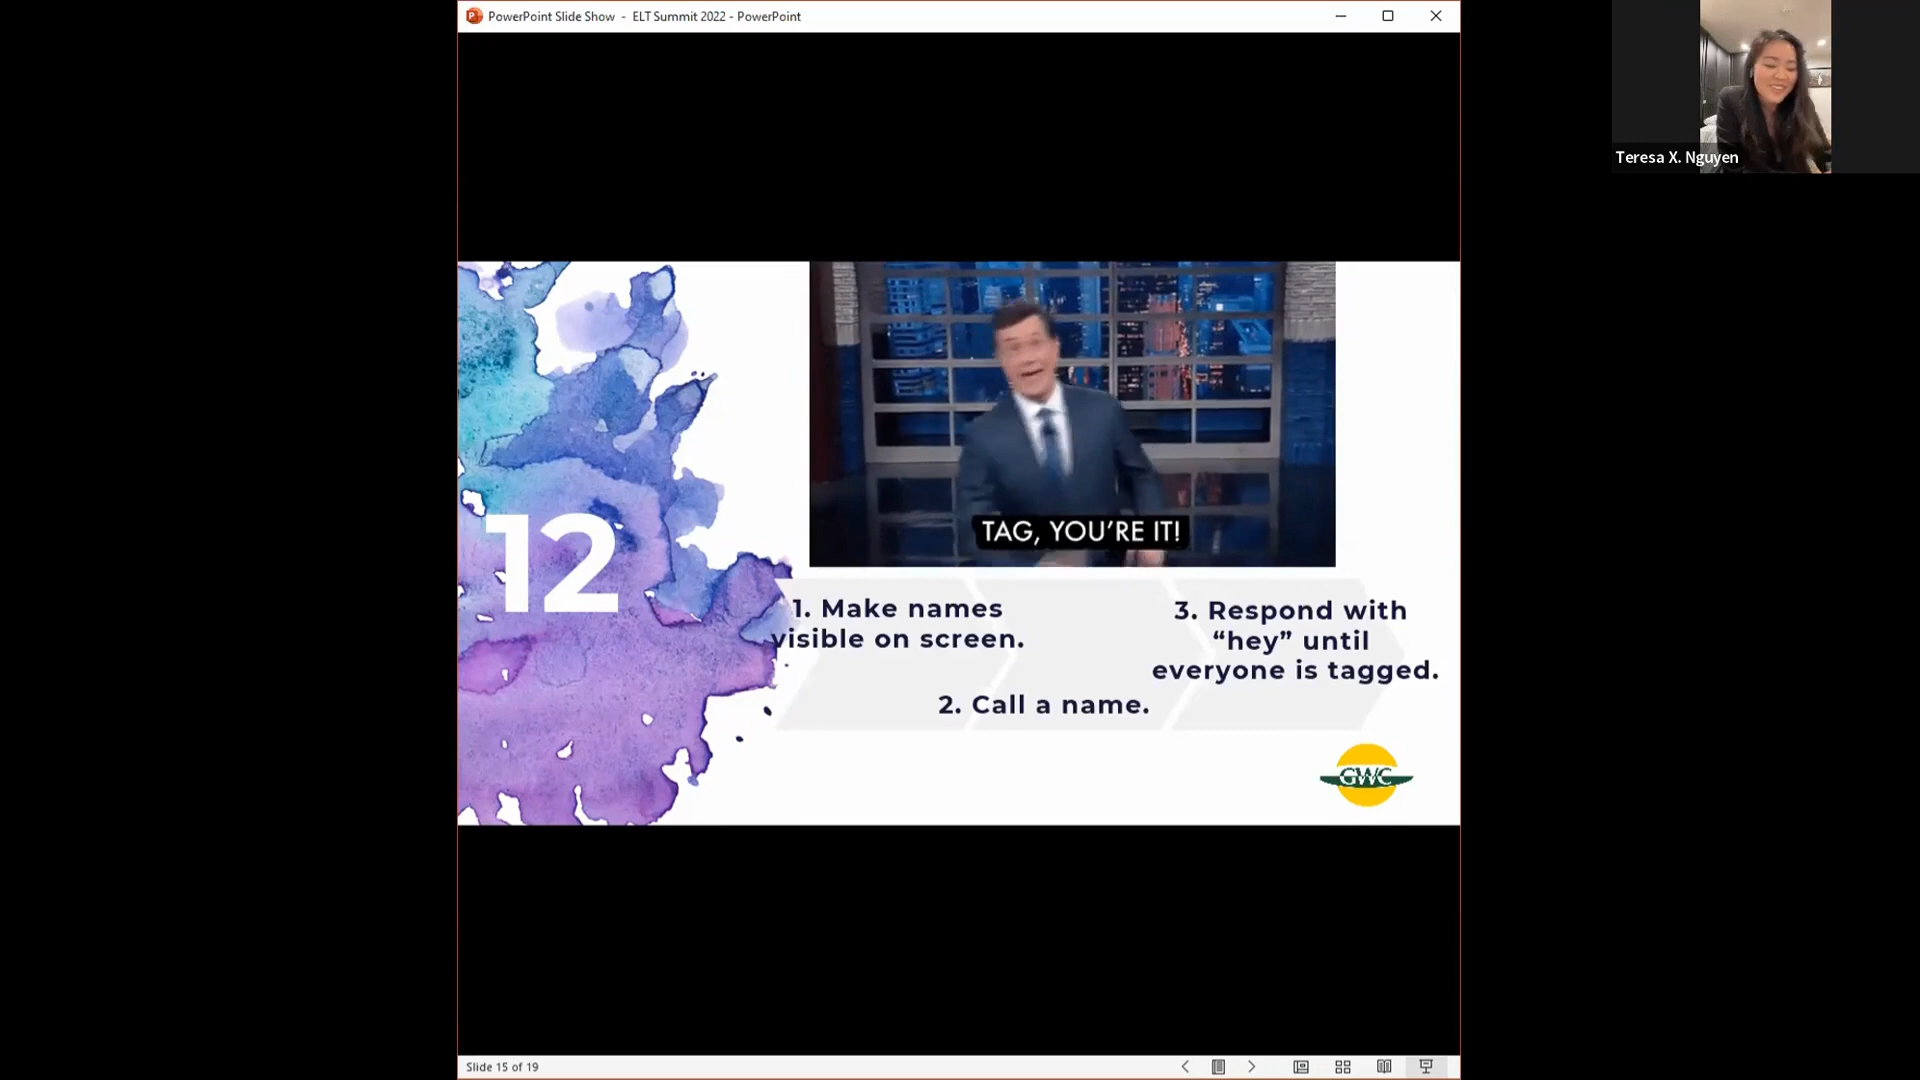 PowerPoint Slide Show - ELT Summit 2022 - PowerPoint
Teresa X. Nguyen
TAG, YOU'RE IT!
12
1. Make names
visible on screen.
2. Call a name.
3. Respond with
“hey” until
everyone is tagged.
GWC
Slide 15 of 19